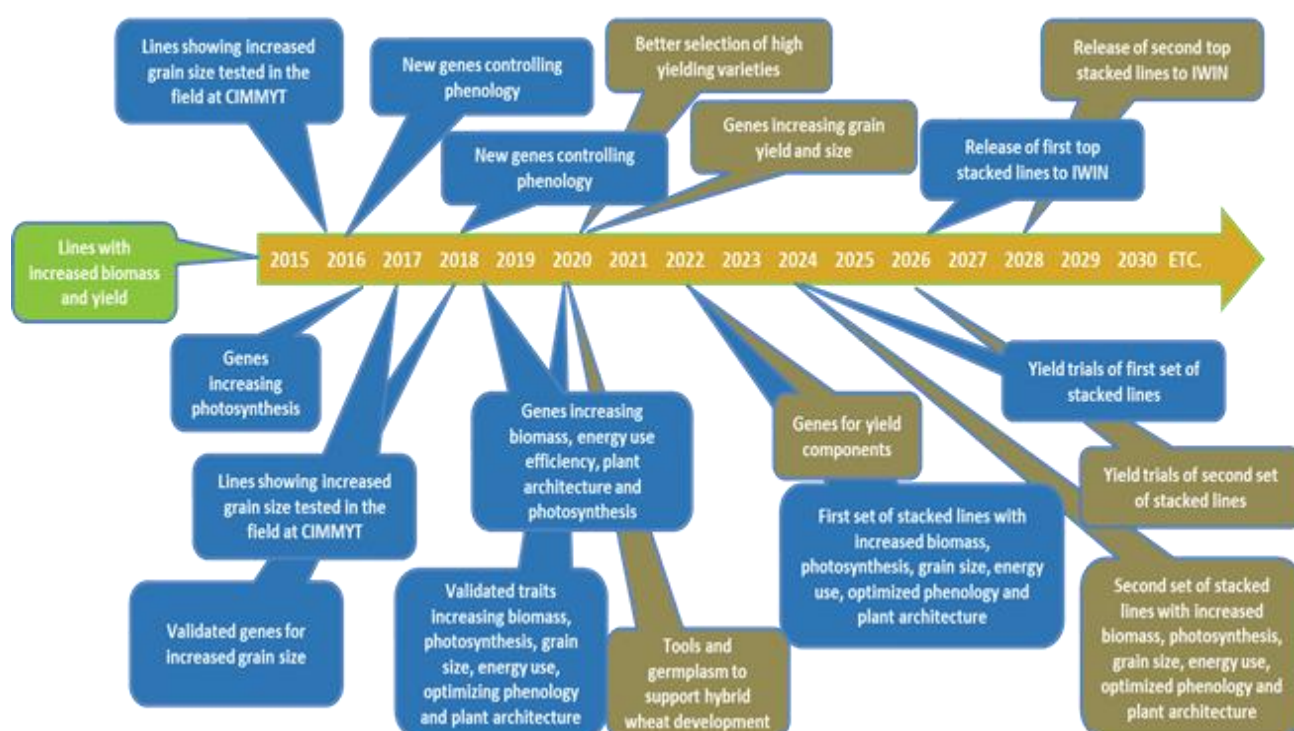 Lines showing increased
grain size tested in the
field at CIMMYT
New genes controlling
phenology
Better selection of high
yielding varieties
Release of second top
stacked lines to IWIN
New genes controlling
phenology
Genes increasing grain
yield and size
Release of first top
stacked lines to IWIN
Lines with
increased biomass
and yield
2015 2016 2017 2018 2019 2020 2021 2022 2023 2024 2025 2026 2027 2028 2029 2030 ETC.
Genes
increasing
photosynthesis
Lines showing increased
grain size tested in the
field at CIMMYT
Validated genes for
increased grain size
Genes increasing
biomass, energy use
efficiency, plant
architecture and
photosynthesis
Validated traits
increasing biomass,
photosynthesis, grain
size, energy use,
optimizing phenology
and plant architecture
Tools and
germplasm to
support hybrid
wheat development
Genes for yield
components
First set of stacked lines with
increased biomass,
photosynthesis, grain size, energy
use, optimized phenology and
plant architecture
Yield trials of first set of
stacked lines
Yield trials of second set
of stacked lines
Second set of stacked
lines with increased
biomass, photosynthesis,
grain size, energy use,
optimized phenology and
plant architecture